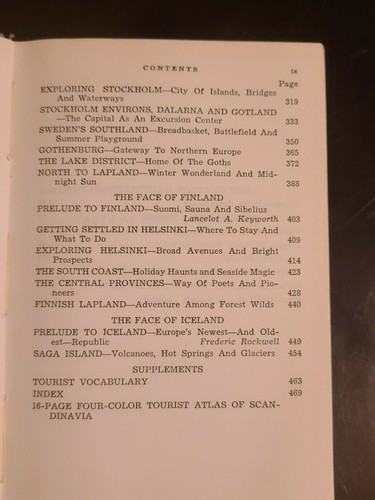 CONTENTS ix
Page
EXPLORING STOCKHOLM—City Of Islands, Bridges
And Waterways 319
STOCKHOLM ENVIRONS, DALARNA AND GOTLAND
—The Capital As An Excursion Center 333
SWEDEN'S SOUTHLAND—Breadbasket, Battlefield And
Summer Playground 350
GOTHENBURG—Gateway To Northern Europe 365
THE LAKE DISTRICT—Home Of The Goths 372
NORTH TO LAPLAND—Winter Wonderland And Mid-
night Sun 388
THE FACE OF FINLAND
PRELUDE TO FINLAND—Suomi, Sauna And Sibelius
Lancelot A. Keyworth 403
GETTING SETTLED IN HELSINKI—Where To Stay And
What To Do 409
EXPLORING HELSINKI—Broad Avenues And Bright
Prospects 414
THE SOUTH COAST—Holiday Haunts and Seaside Magic 423
THE CENTRAL PROVINCES—Way Of Poets And Pio-
neers 428
FINNISH LAPLAND—Adventure Among Forest Wilds 440
THE FACE OF ICELAND
PRELUDE TO ICELAND—Europe's Newest—And Old-
est—Republic Frederic Rockwell 449
SAGA ISLAND—Volcanoes, Hot Springs And Glaciers 454
SUPPLEMENTS
TOURIST VOCABULARY 463
INDEX 469
16-PAGE FOUR-COLOR TOURIST ATLAS OF SCAN-
DINAVIA